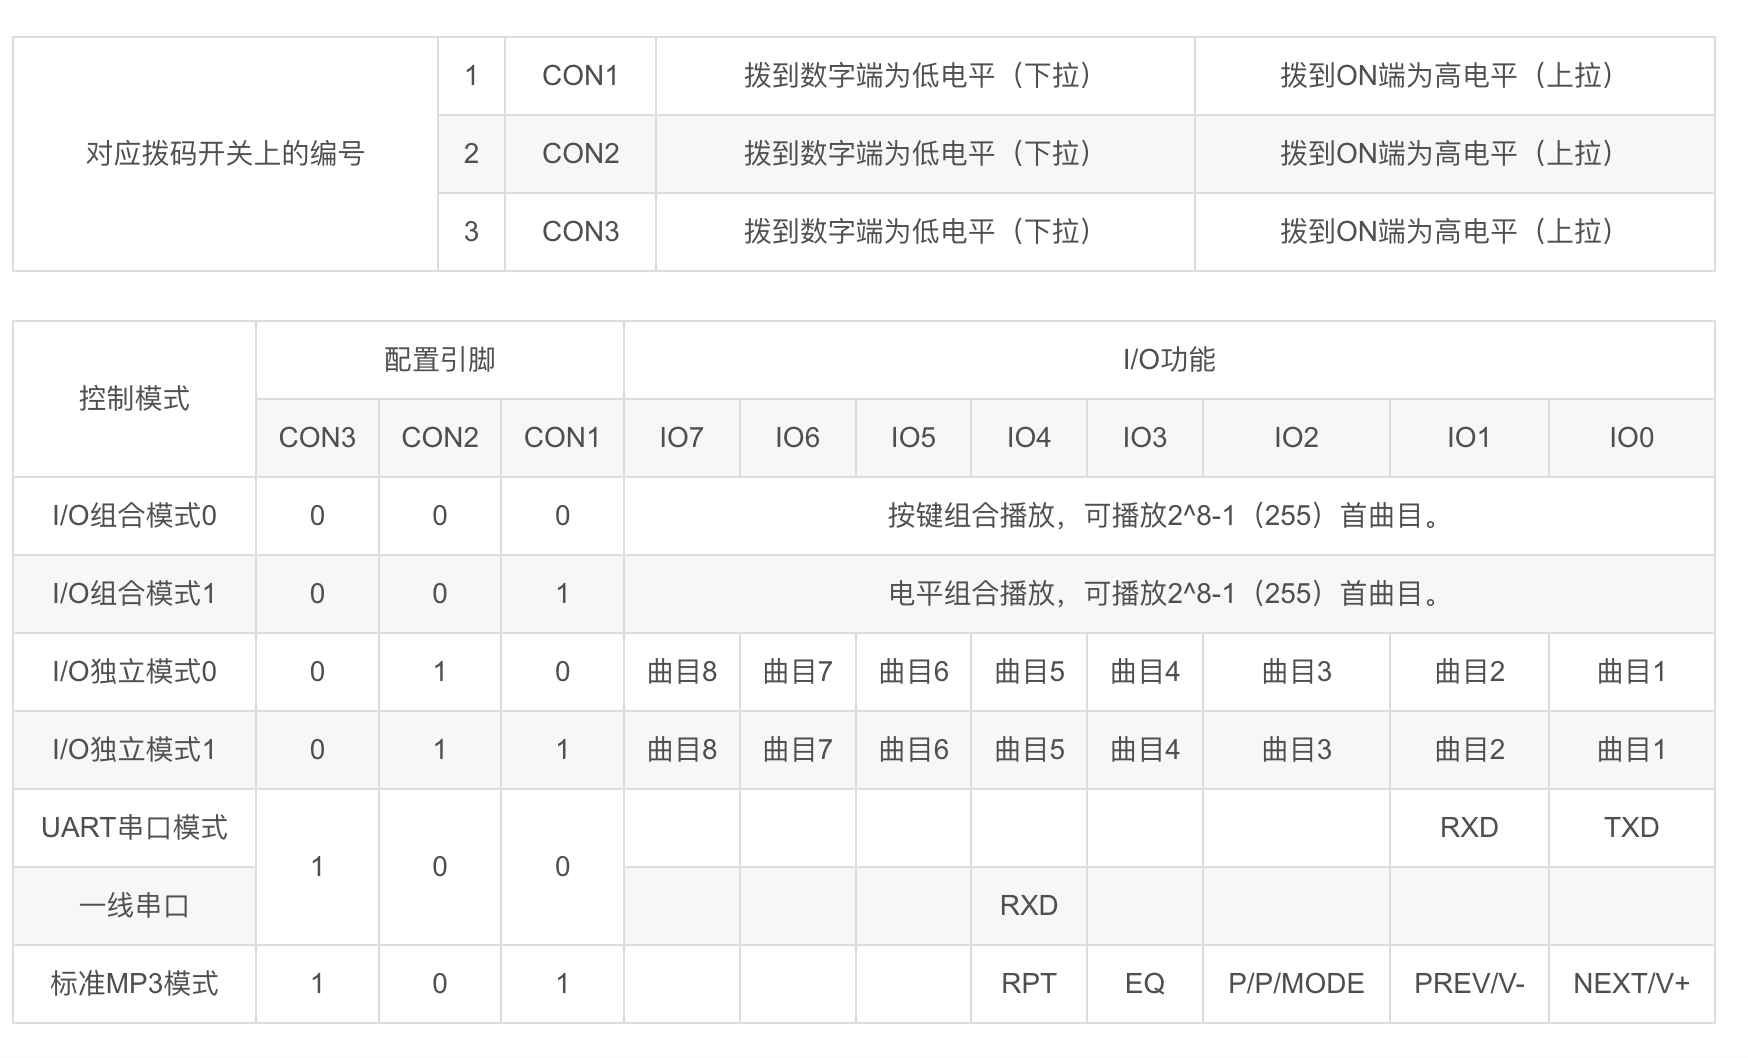 对应拨码开关上的编号
1 CON1 拨到数字端为低电平（下拉） 拨到ON端为高电平（上拉）
2 CON2 拨到数字端为低电平（下拉） 拨到ON端为高电平（上拉）
3 CON3 拨到数字端为低电平（下拉） 拨到ON端为高电平（上拉）
控制模式 配置引脚 I/O功能
CON3 CON2 CON1 IO7 IO6 IO5 IO4 IO3 IO2 IO1 IO0
I/O组合模式0 0 0 0 按键组合播放，可播放2^8-1（255）首曲目。
I/O组合模式1 0 0 1 电平组合播放，可播放2^8-1（255）首曲目。
I/O独立模式0 0 1 0 曲目8 曲目7 曲目6 曲目5 曲目4 曲目3 曲目2 曲目1
I/O独立模式1 0 1 1 曲目8 曲目7 曲目6 曲目5 曲目4 曲目3 曲目2 曲目1
UART串口模式 1 0 0 RXD TXD
一线串口 RXD
标准MP3模式 1 0 1 RPT EQ P/P/MODE PREV/V- NEXT/V+